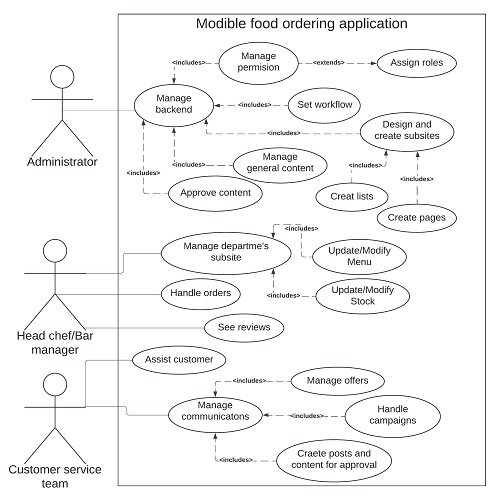 Modible food ordering application
Manage
permision
<includes>
<extends>
Assign roles
Manage
backend
<includes>
Set workflow
Design and
create subsites
<includes>
Manage
general content
<includes>
Approve content
<includes>
<includes>
Creat lists
<includes>
Create pages
Administrator
Manage departme's
subsite
<includes>
Update/Modify
Menu
Handle orders
<includes>
Update/Modify
Stock
See reviews
Head chef/Bar
manager
Assist customer
Manage
communicatons
<includes>
Manage offers
<includes>
Handle
campaigns
<includes>
Craete posts and
content for approval
Customer service
team